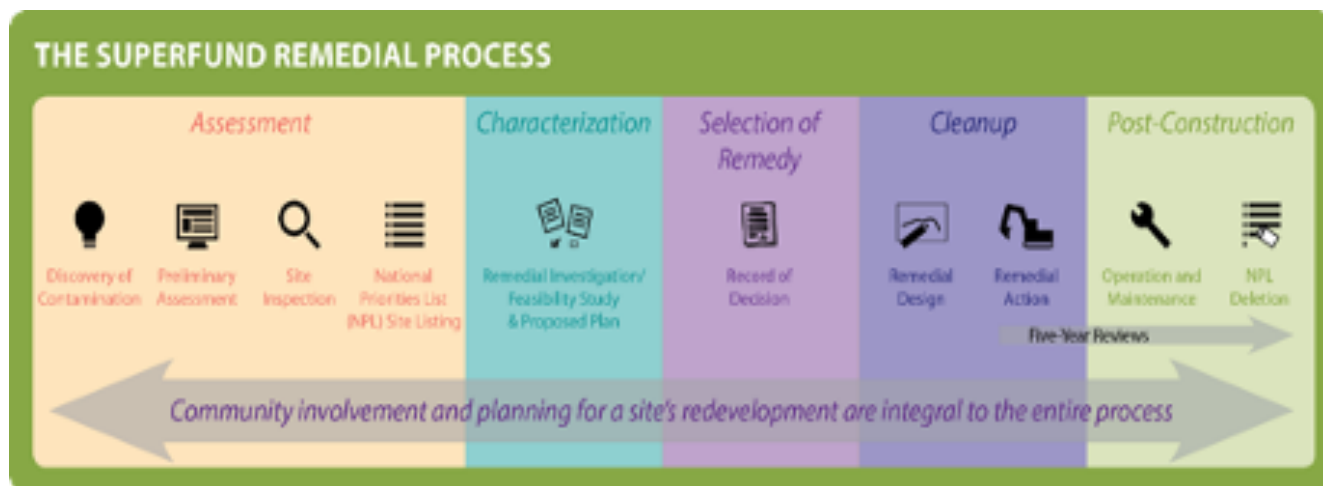 THE SUPERFUND REMEDIAL PROCESS
Assessment
Characterization
Selection of
Remedy
Cleanup
Post-Construction
Discovery of
Contamination
Preliminary
Assessment
Site
Inspection
National
Priorities List
(NPL) Site Listing
Remedial Investigation/
Feasibility Study
& Proposed Plan
Record of
Decision
Remedial
Design
Remedial
Action
Operation and
Maintenance
NPL
Deletion
Five-Year Reviews
Community involvement and planning for a site's redevelopment are integral to the entire process